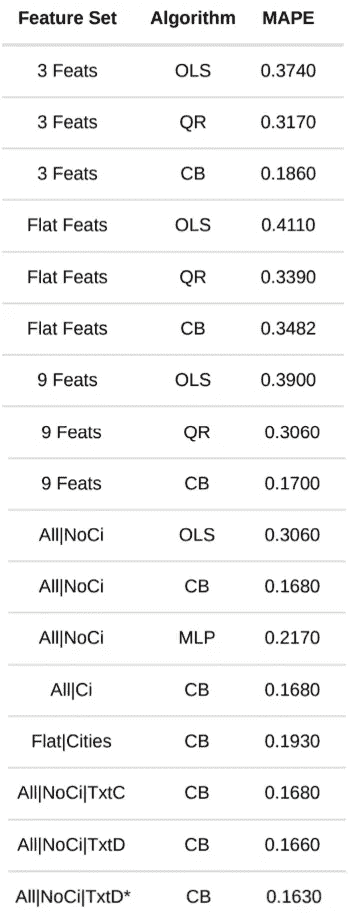 Feature Set Algorithm MAPE
3 Feats OLS 0.3740
3 Feats QR 0.3170
3 Feats CB 0.1860
Flat Feats OLS 0.4110
Flat Feats QR 0.3390
Flat Feats CB 0.3482
9 Feats OLS 0.3900
9 Feats QR 0.3060
9 Feats CB 0.1700
All|NoCi OLS 0.3060
All|NoCi CB 0.1680
All|NoCi MLP 0.2170
All|Ci CB 0.1680
Flat|Cities CB 0.1930
All|NoCi|TxtC CB 0.1680
All|NoCi|TxtD CB 0.1660
All|NoCi|TxtD* CB 0.1630